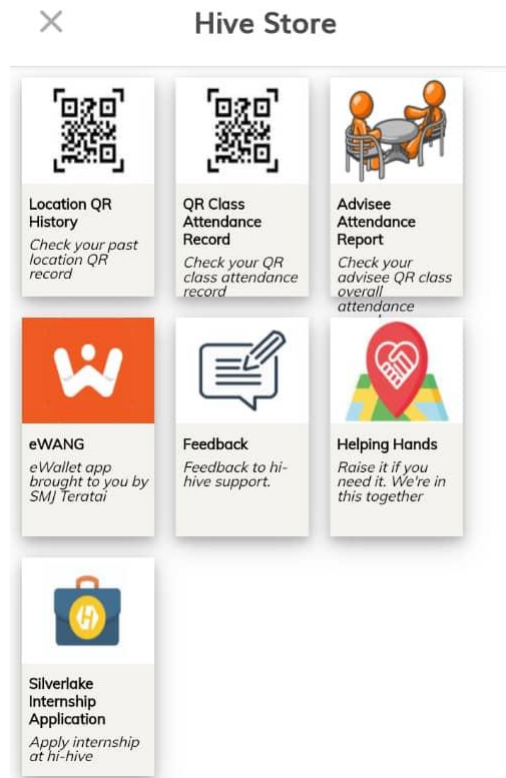 Hive Store
Location QR
History
Check your past
location QR
record
QR Class
Attendance
Record
Check your QR
class attendance
record
Advisee
Attendance
Report
Check your
advisee QR class
overall
attendance
eWANG
eWallet app
brought to you by
SMJ Teratai
Feedback
Feedback to hi-
hive support.
Helping Hands
Raise it if you
need it. We're in
this together
Silverlake
Internship
Application
Apply internship
at hi-hive